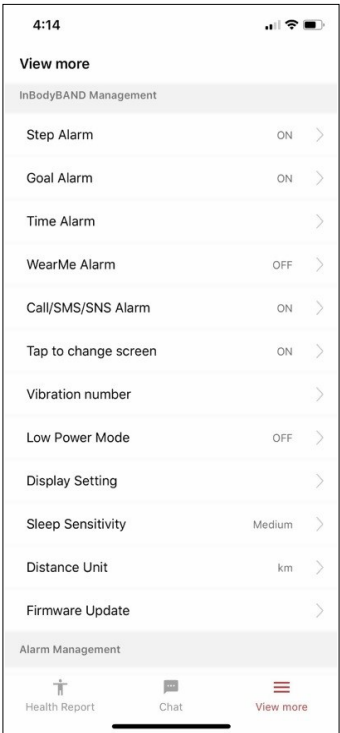 4:14
View more
InBodyBAND Management
Step Alarm ON
Goal Alarm ON
Time Alarm
WearMe Alarm OFF
Call/SMS/SNS Alarm ON
Tap to change screen ON
Vibration number
Low Power Mode OFF
Display Setting
Sleep Sensitivity Medium
Distance Unit km
Firmware Update
Alarm Management
Health Report Chat View more